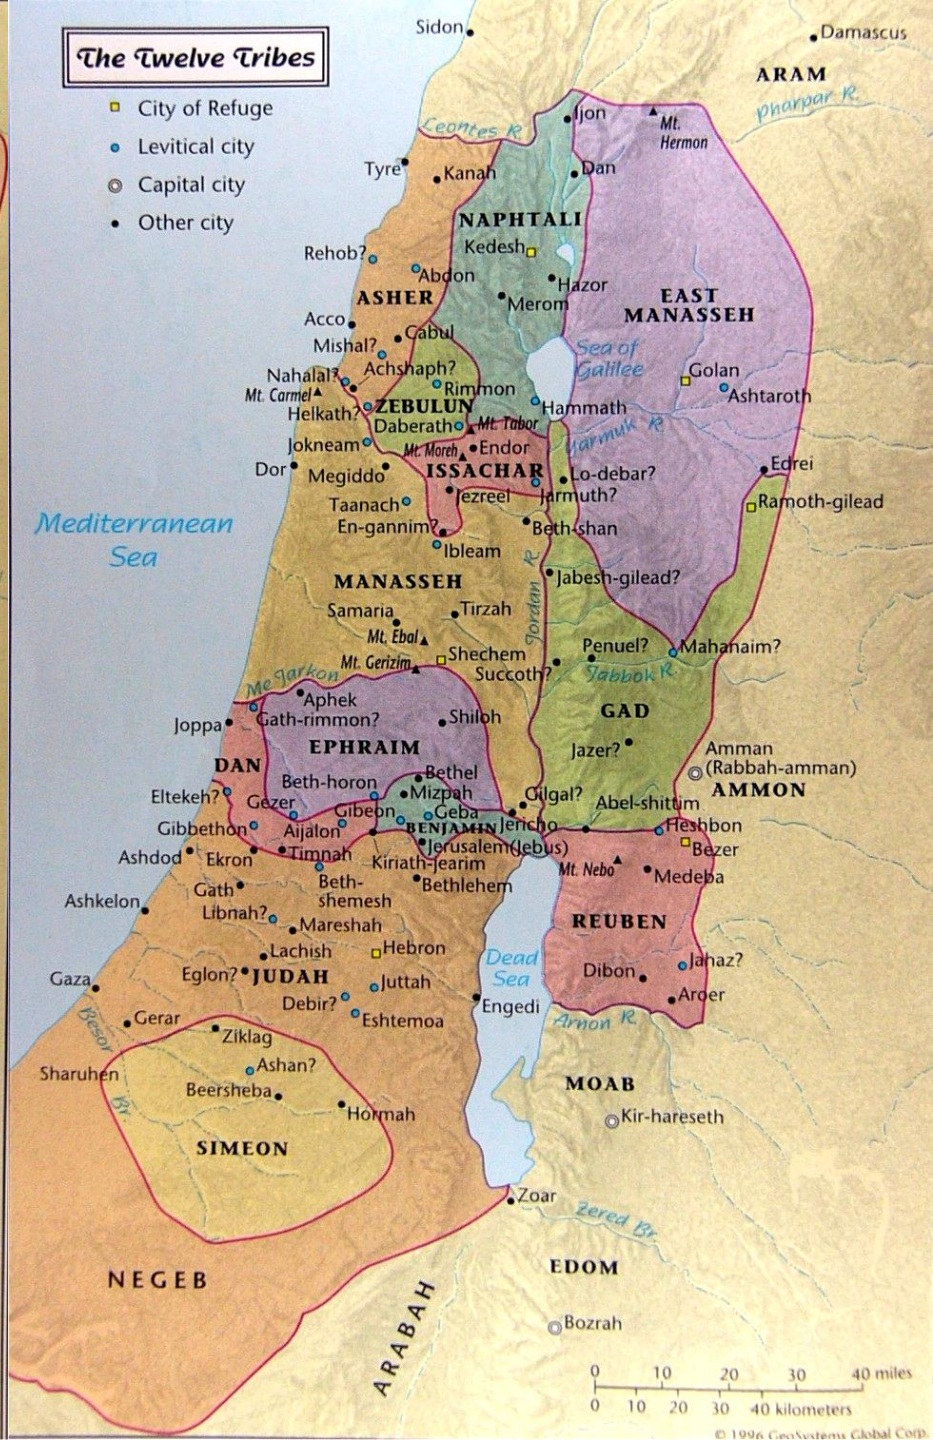 The Twelve Tribes
City of Refuge
Levitical city
Capital city
Other city
Sidon
Damascus
ARAM
Pharpar R.
Leontes R.
Ijon
Mt.
Hermon
Tyre
Kanah
Dan
NAPHTALI
Kedesh
Rehob?
Abdon
Hazor
ASHER
Merom
EAST
MANASSEH
Acco
Cabul
Mishal?
Sea of
Galilee
Achshaph?
Nahalal?
Golan
Mt. Carmel
Rimmon
Ashtaroth
Helkath?
ZEBULUN
Hammath
Daberath
Mt. Tabor
Yarmuk R.
Jokneam
Mt. Moreh
Endor
Dor
Megiddo
ISSACHAR
Lo-debar?
Edrei
Jezreel
Jarmuth?
Ramoth-gilead
Taanach
En-gannim?
Beth-shan
Mediterranean
Sea
Ibleam
Jordan R.
MANASSEH
Jabesh-gilead?
Samaria
Tirzah
Mt. Ebal
Penuel?
Mahanaim?
Mt. Gerizim
Shechem
Succoth?
Jabbok R.
Me Jarkon
Aphek
GAD
Joppa
Gath-rimmon?
Shiloh
EPHRAIM
Jazer?
Amman
(Rabbah-amman)
DAN
Bethel
AMMON
Beth-horon
Mizpah
Eltekeh?
Gezer
Gilgal?
Abel-shittim
Gibeon
Geba
Gibbethon
Aijalon
BENJAMIN
Jericho
Heshbon
Jerusalem(Jebus)
Bezer
Ashdod
Ekron
Timnah
Kiriath-Jearim
Mt. Nebo
Medeba
Gath
Beth-
shemesh
Bethlehem
Ashkelon
Libnah?
Mareshah
REUBEN
Lachish
Hebron
Dead
Sea
Jahaz?
Gaza
Eglon?
JUDAH
Juttah
Dibon
Debir?
Engedi
Aroer
Gerar
Eshtemoa
Arnon R.
Besor
Br.
Ziklag
Sharuhen
Ashan?
Beersheba
MOAB
Hormah
Kir-hareseth
SIMEON
Zoar
Zered Br.
NEGEB
EDOM
ARABAH
Bozrah
0 10 20 30 40 miles
0 10 20 30 40 kilometers
© 1996 GeoSystems Global Corp.